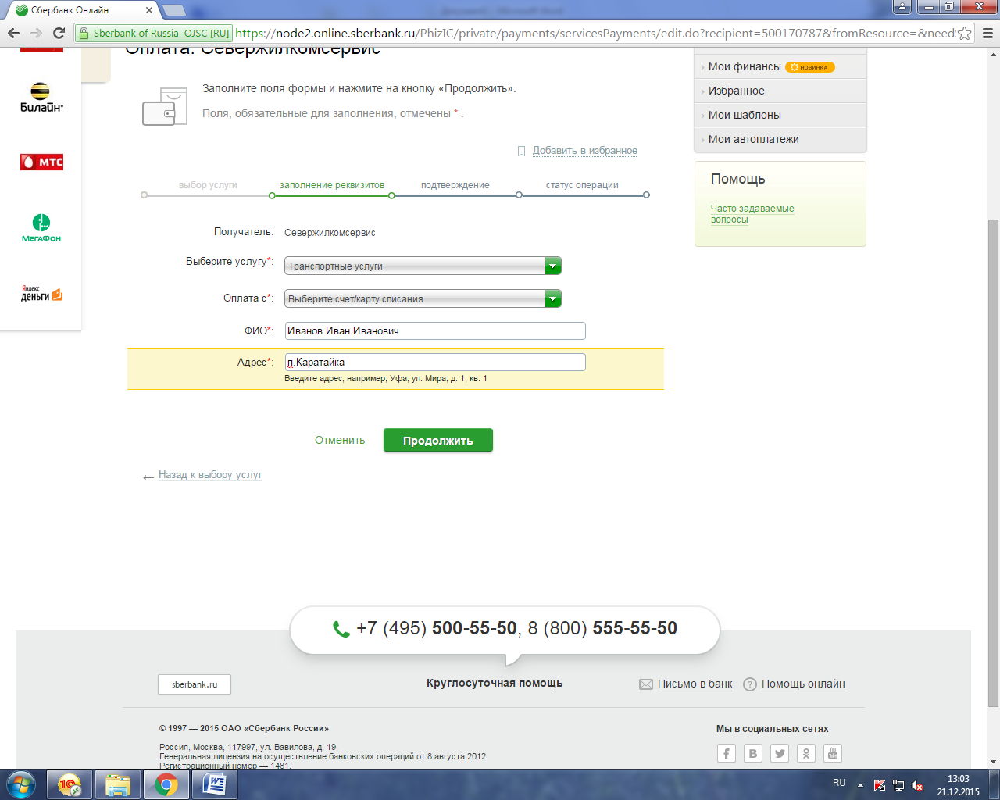 Сбербанк Онлайн
Sberbank of Russia OJSC [RU]
https://node2.online.sberbank.ru/PhizIC/private/payments/servicesPayments/edit.do?recipient=500170787&fromResource=&need
Оплата: Севержилкомсервис
Билайн
МТС
МЕГАФОН
Яндекс
деньги
Заполните поля формы и нажмите на кнопку «Продолжить».
Поля, обязательные для заполнения, отмечены * .
Добавить в избранное
выбор услуги
заполнение реквизитов
подтверждение
статус операции
Получатель: Севержилкомсервис
Выберите услугу*: Транспортные услуги
Оплата с*: Выберите счет/карту списания
ФИО*: Иванов Иван Иванович
Адрес*: п.Каратайка
Введите адрес, например, Уфа, ул. Мира, д. 1, кв. 1
Отменить
Продолжить
← Назад к выбору услуг
Мои финансы НОВИНКА
Избранное
Мои шаблоны
Мои автоплатежи
Помощь
Часто задаваемые
вопросы
+7 (495) 500-55-50, 8 (800) 555-55-50
sberbank.ru
Круглосуточная помощь
Письмо в банк
Помощь онлайн
© 1997 — 2015 ОАО «Сбербанк России»
Россия, Москва, 117997, ул. Вавилова, д. 19,
Генеральная лицензия на осуществление банковских операций от 8 августа 2012
Регистрационный номер — 1481.
Мы в социальных сетях
RU
13:03
21.12.2015